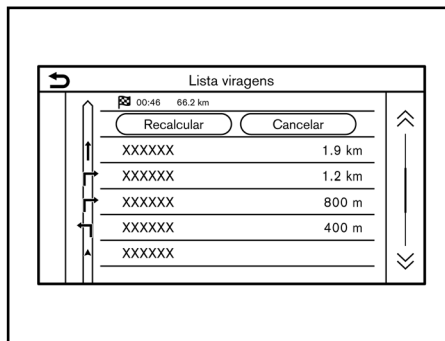 Lista viragens
00:46 66.2 km
Recalcular Cancelar
XXXXXX 1.9 km
XXXXXX 1.2 km
XXXXXX 800 m
XXXXXX 400 m
XXXXXX